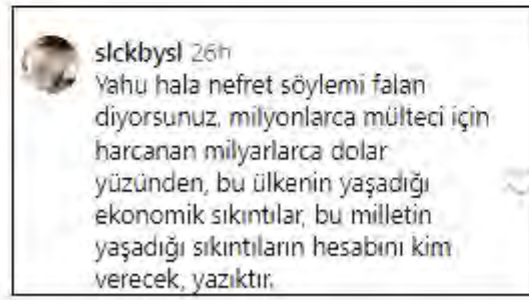 slckbysl 26h
Yahu hala nefret söylemi falan
diyorsunuz, milyonlarca mülteci için
harcanan milyarlarca dolar
yüzünden, bu ülkenin yaşadığı
ekonomik sıkıntılar, bu milletin
yaşadığı sıkıntıların hesabını kim
verecek, yazıktır.